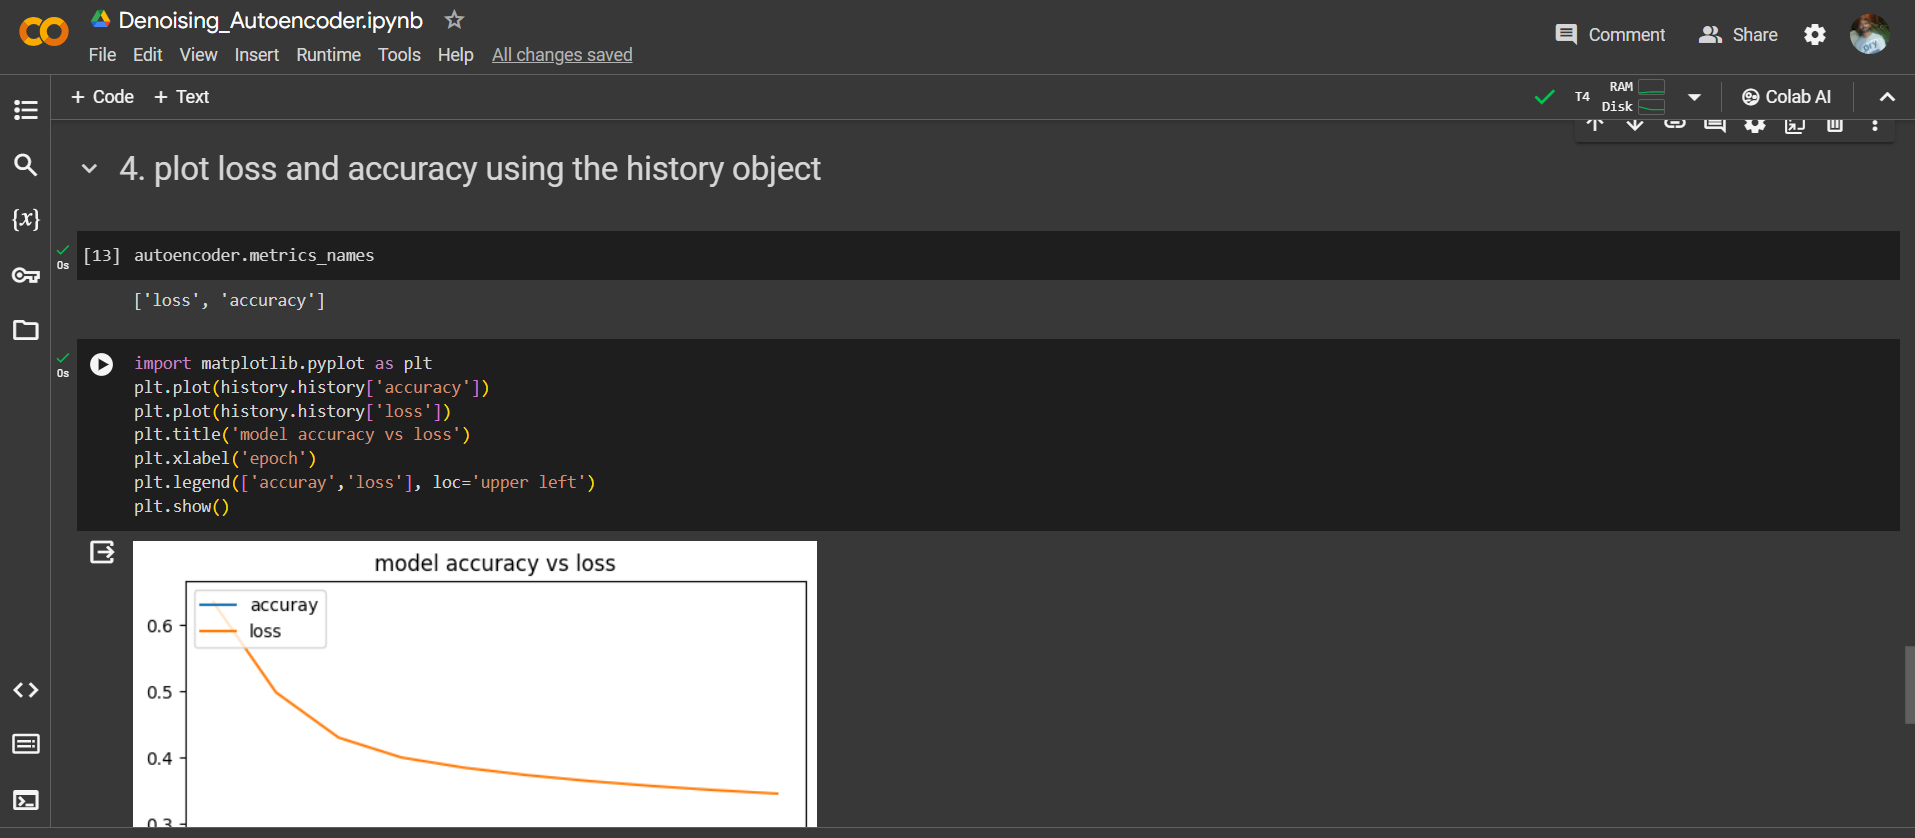 Denoising_Autoencoder.ipynb
File Edit View Insert Runtime Tools Help All changes saved
Comment Share
+ Code + Text
T4 RAM Disk Colab AI
4. plot loss and accuracy using the history object
[13] autoencoder.metrics_names
0s
['loss', 'accuracy']
import matplotlib.pyplot as plt
0s
plt.plot(history.history['accuracy'])
plt.plot(history.history['loss'])
plt.title('model accuracy vs loss')
plt.xlabel('epoch')
plt.legend(['accuray','loss'], loc='upper left')
plt.show()
model accuracy vs loss
accuray
loss
0.6
0.5
0.4
0.3